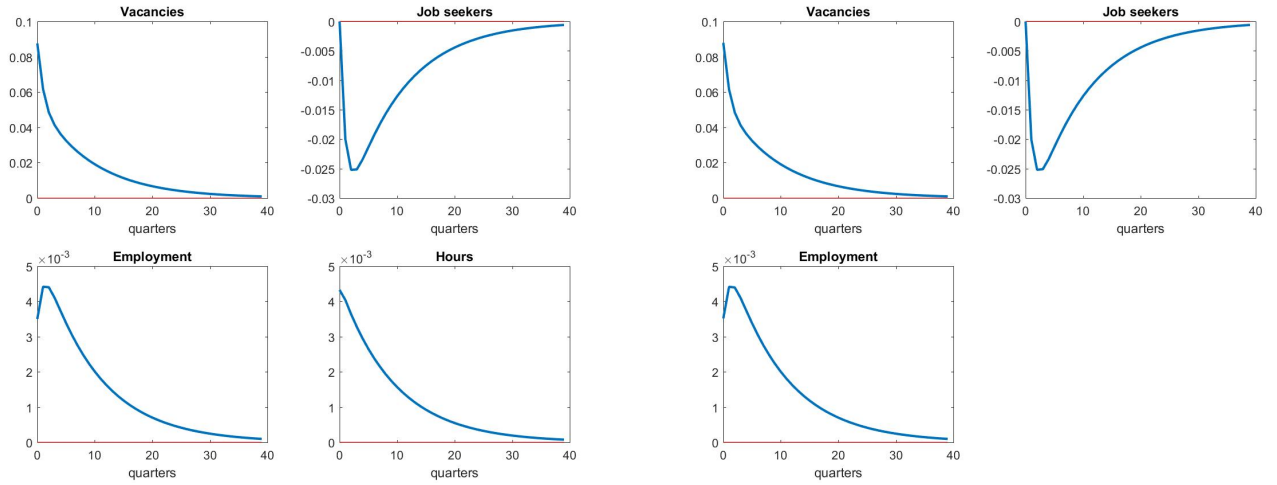 Vacancies
0.1
0.08
0.06
0.04
0.02
0
0 10 20 30 40
quarters
Job seekers
0
-0.005
-0.01
-0.015
-0.02
-0.025
-0.03
0 10 20 30 40
quarters
Vacancies
0.1
0.08
0.06
0.04
0.02
0
0 10 20 30 40
quarters
Job seekers
0
-0.005
-0.01
-0.015
-0.02
-0.025
-0.03
0 10 20 30 40
quarters
Employment
×10⁻³
5
4
3
2
1
0
0 10 20 30 40
quarters
Hours
×10⁻³
5
4
3
2
1
0
0 10 20 30 40
quarters
Employment
×10⁻³
5
4
3
2
1
0
0 10 20 30 40
quarters